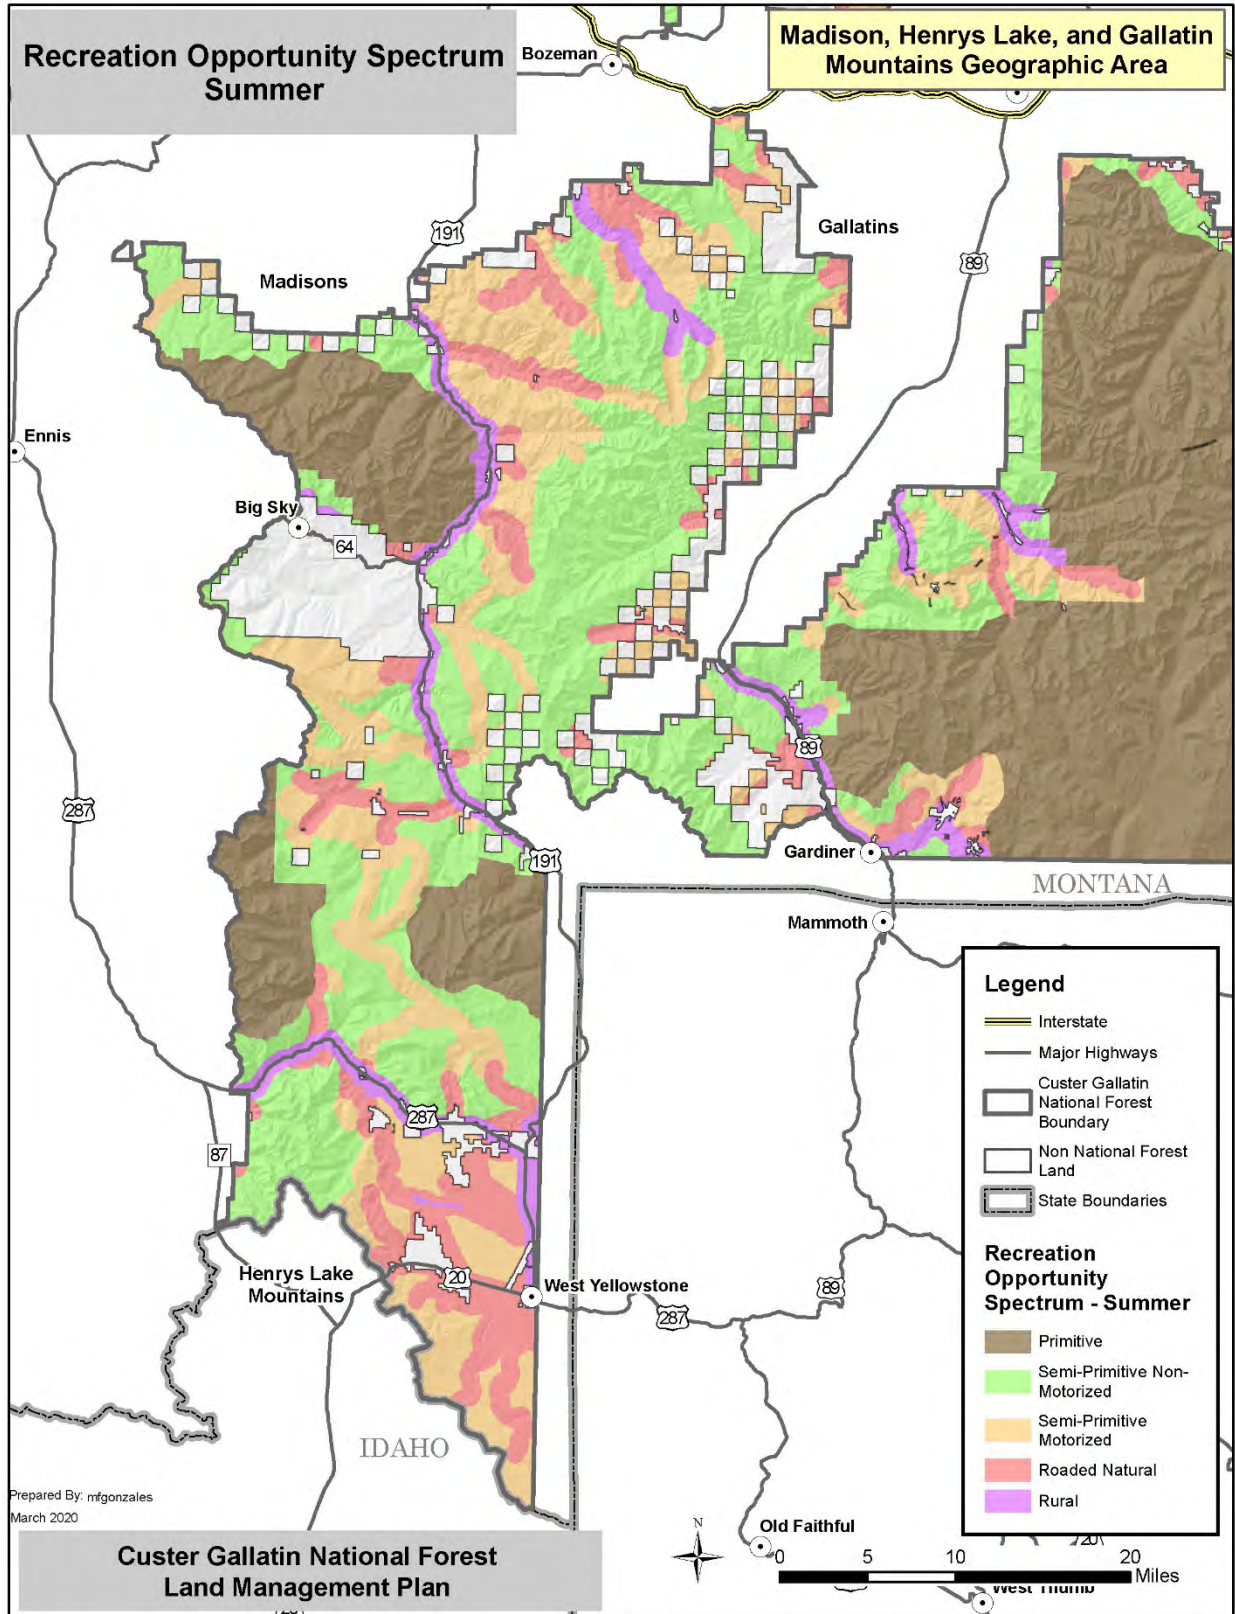 Recreation Opportunity Spectrum
Summer
Bozeman
Madison, Henrys Lake, and Gallatin
Mountains Geographic Area
191
Gallatins
89
Madisons
Ennis
Big Sky
64
287
89
191
Gardiner
MONTANA
Mammoth
287
87
Henrys Lake
Mountains
20
West Yellowstone
89
287
IDAHO
Old Faithful
West Thumb
Legend
Interstate
Major Highways
Custer Gallatin
National Forest
Boundary
Non National Forest
Land
State Boundaries
Recreation
Opportunity
Spectrum - Summer
Primitive
Semi-Primitive Non-
Motorized
Semi-Primitive
Motorized
Roaded Natural
Rural
20
N
0 5 10 20
Miles
Prepared By: mfgonzales
March 2020
Custer Gallatin National Forest
Land Management Plan